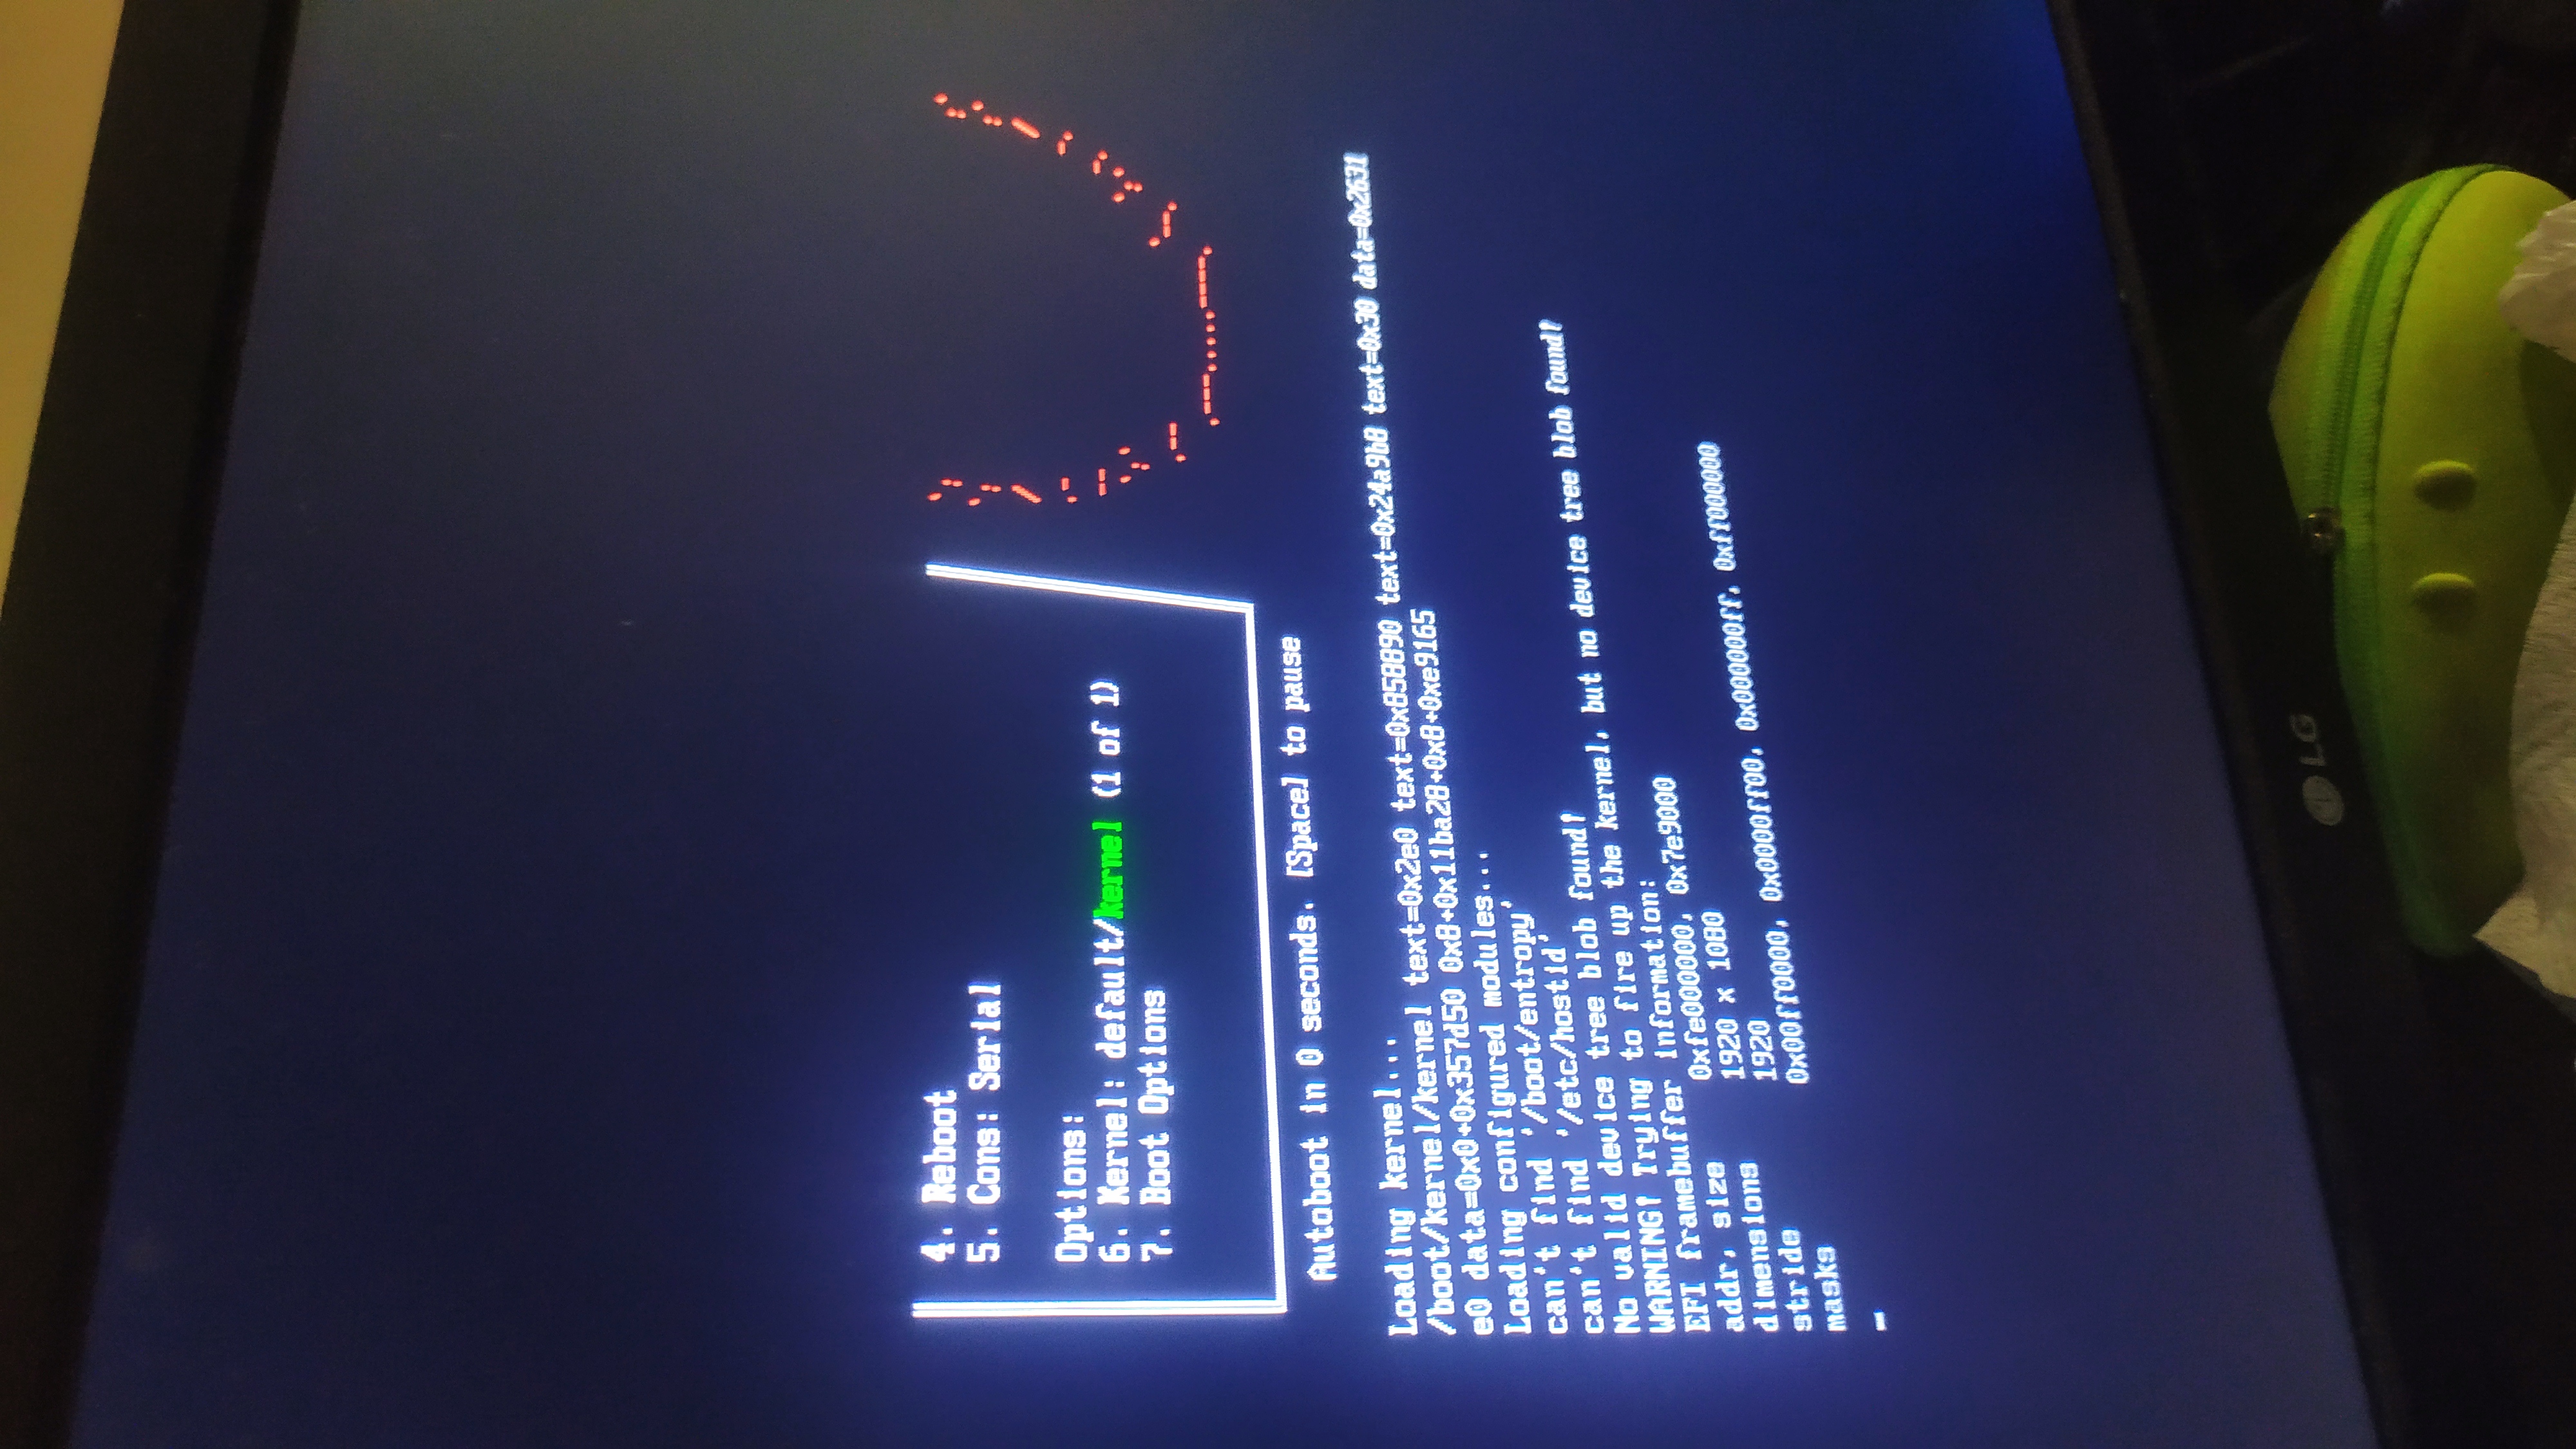 4. Reboot
5. Cons: Serial
Options:
6. Kernel: default/kernel (1 of 1)
7. Boot Options
Autoboot in 0 seconds. [Space] to pause
Loading kernel...
/boot/kernel/kernel text=0x2e0 text=0x858890 text=0x24a9b8 text=0x30 data=0x2631
e0 data=0x0+0x357d50 0x8+0x11ba28+0x8+0xe9165
Loading configured modules...
can't find '/boot/entropy'
can't find '/etc/hostid'
No valid device tree blob found!
WARNING! Trying to fire up the kernel, but no device tree blob found!
EFI framebuffer information:
addr, size 0xfe000000, 0x7e9000
dimensions 1920 x 1080
stride 1920
masks 0x00ff0000, 0x0000ff00, 0x000000ff, 0xff000000
LG